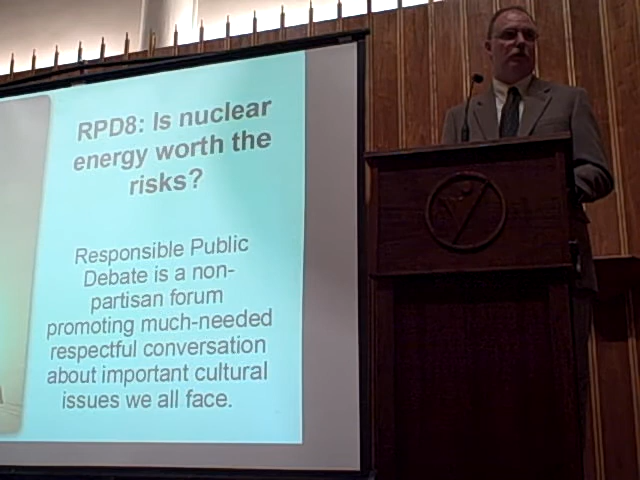 RPD8: Is nuclear
energy worth the
risks?
Responsible Public
Debate is a non-
partisan forum
promoting much-needed
respectful conversation
about important cultural
issues we all face.